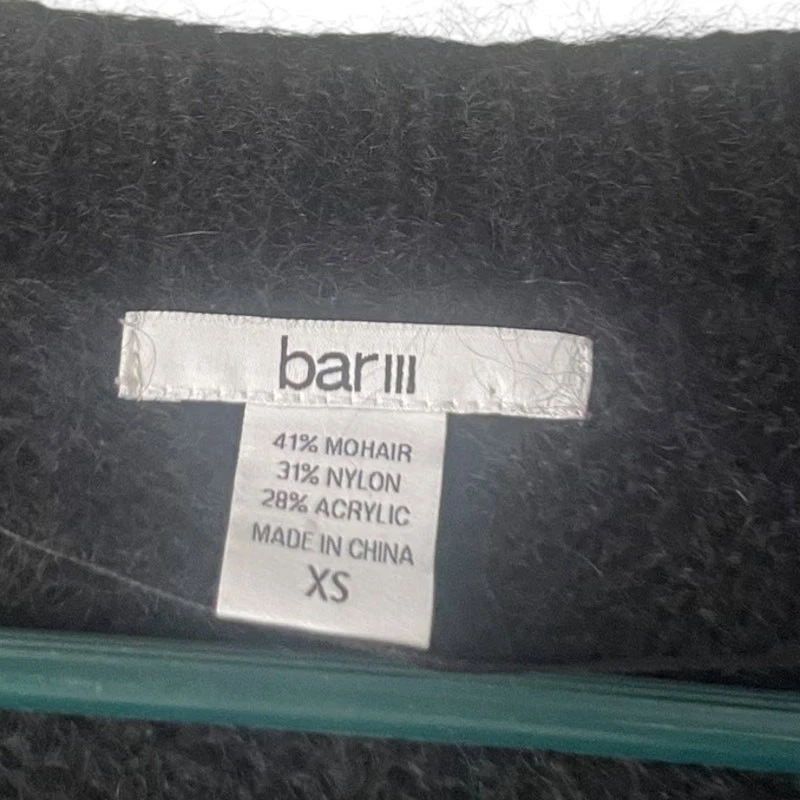 bar III
41% MOHAIR
31% NYLON
28% ACRYLIC
MADE IN CHINA
XS